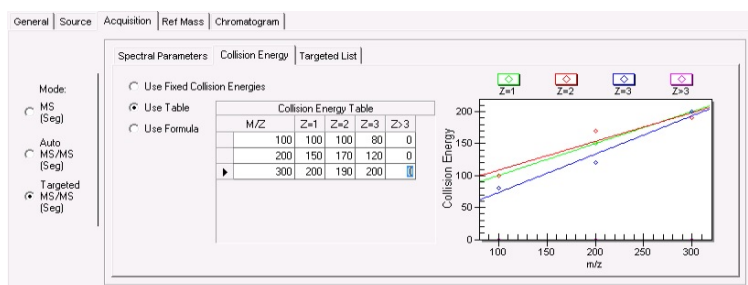 General Source Acquisition Ref Mass Chromatogram
Spectral Parameters Collision Energy Targeted List
Mode:
MS
(Seg)
Auto
MS/MS
(Seg)
Targeted
MS/MS
(Seg)
Use Fixed Collision Energies
Use Table
Use Formula
Collision Energy Table
M/Z Z=1 Z=2 Z=3 Z>3
100 100 100 80 0
200 150 170 120 0
300 200 190 200 0
Z=1 Z=2 Z=3 Z>3
Collision Energy
200
150
100
50
0
100 150 200 250 300
m/z